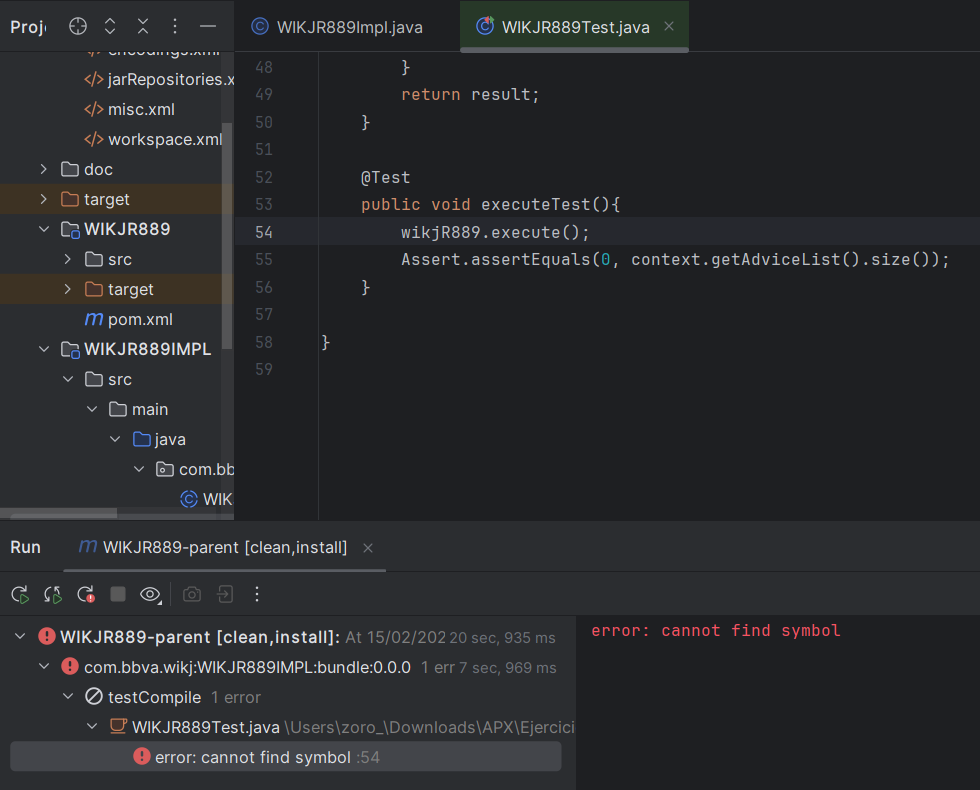 Proj
WIKJR889Impl.java
WIKJR889Test.java
encodings.xml
jarRepositories.x
misc.xml
workspace.xml
doc
target
WIKJR889
src
target
pom.xml
WIKJR889IMPL
src
main
java
com.bb
WIK
48 }
49 return result;
50 }
51
52 @Test
53 public void executeTest(){
54 wikjR889.execute();
55 Assert.assertEquals(0, context.getAdviceList().size());
56 }
57
58 }
59
Run
WIKJR889-parent [clean,install]
WIKJR889-parent [clean,install]: At 15/02/202 20 sec, 935 ms
com.bbva.wikj:WIKJR889IMPL:bundle:0.0.0 1 err 7 sec, 969 ms
testCompile 1 error
WIKJR889Test.java \Users\zoro_\Downloads\APX\Ejercici
error: cannot find symbol :54
error: cannot find symbol